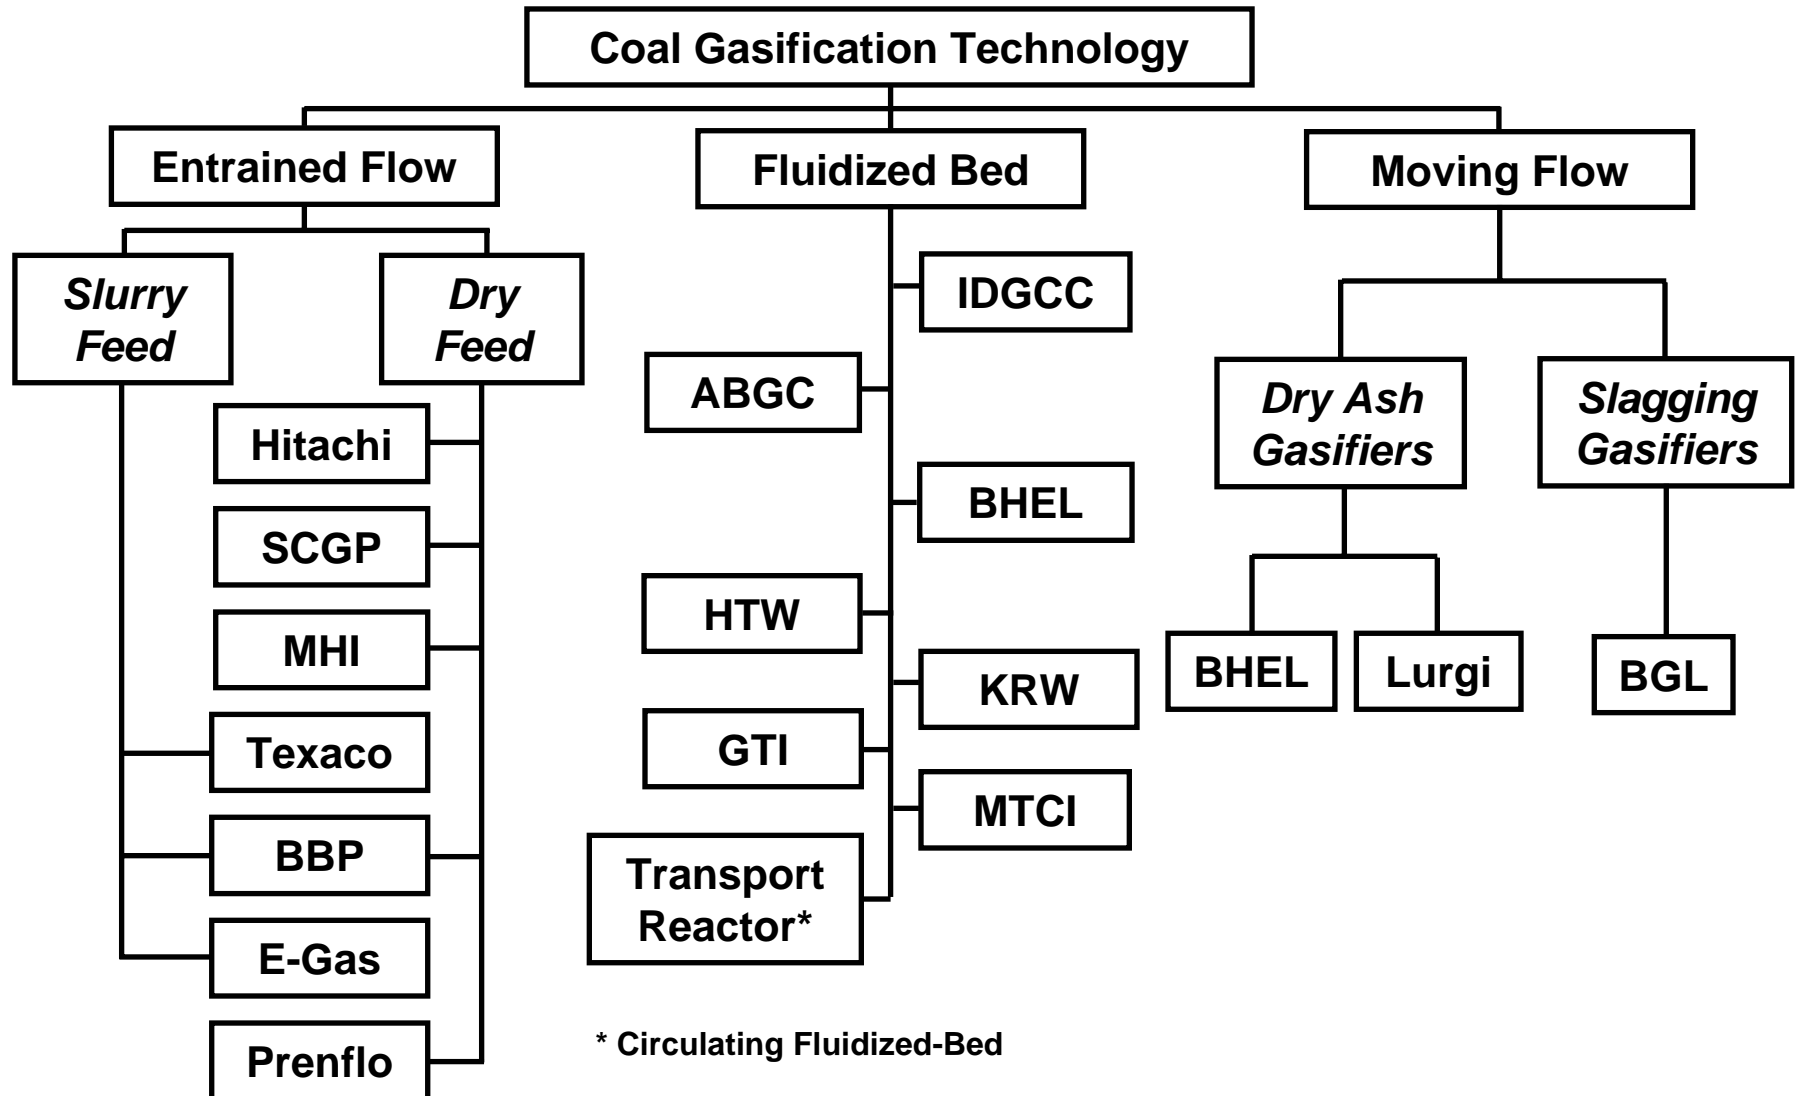 Coal Gasification Technology
Entrained Flow
Fluidized Bed
Moving Flow
Slurry
Feed
Dry
Feed
Hitachi
SCGP
MHI
Texaco
BBP
E-Gas
Prenflo
IDGCC
ABGC
BHEL
HTW
KRW
GTI
MTCI
Transport
Reactor*
Dry Ash
Gasifiers
Slagging
Gasifiers
BHEL
Lurgi
BGL
* Circulating Fluidized-Bed